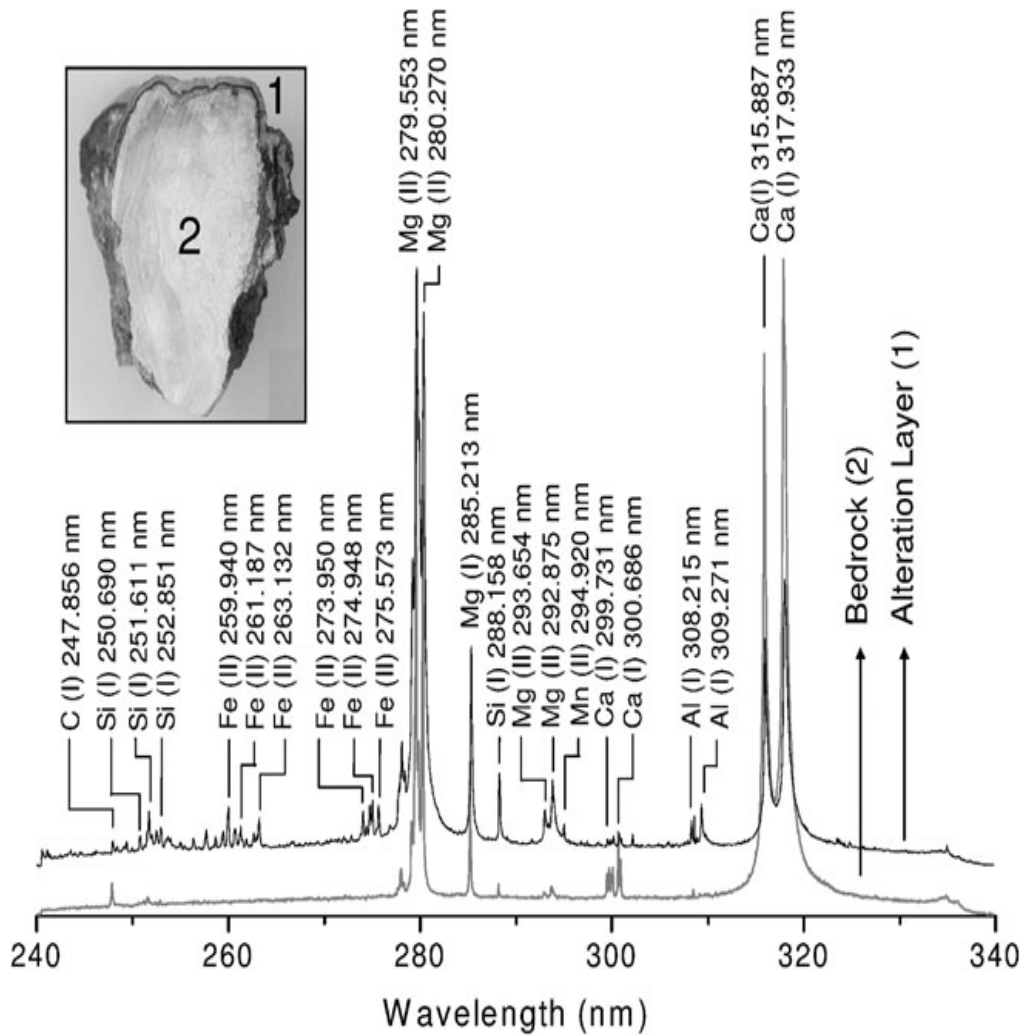 1
2
C (I) 247.856 nm
Si (I) 250.690 nm
Si (I) 251.611 nm
Si (I) 252.851 nm
Fe (II) 259.940 nm
Fe (II) 261.187 nm
Fe (II) 263.132 nm
Fe (II) 273.950 nm
Fe (II) 274.948 nm
Fe (II) 275.573 nm
Mg (II) 279.553 nm
Mg (II) 280.270 nm
Mg (I) 285.213 nm
Si (I) 288.158 nm
Mg (II) 293.654 nm
Mg (II) 292.875 nm
Mn (II) 294.920 nm
Ca (I) 299.731 nm
Ca (I) 300.686 nm
Al (I) 308.215 nm
Al (I) 309.271 nm
Ca(I) 315.887 nm
Ca (I) 317.933 nm
Bedrock (2)
Alteration Layer (1)
240
260
280
300
320
340
Wavelength (nm)